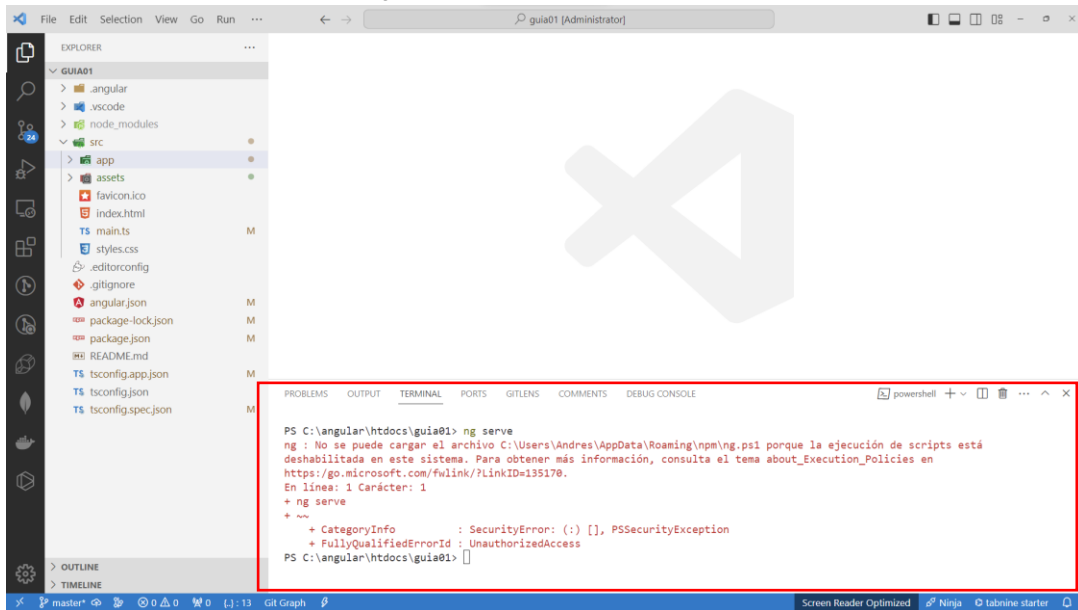 File Edit Selection View Go Run ···
guia01 [Administrator]
EXPLORER ···
GUIA01
.angular
.vscode
node_modules
24
src
app
assets
favicon.ico
index.html
TS main.ts M
styles.css
.editorconfig
.gitignore
angular.json M
package-lock.json M
package.json M
README.md
TS tsconfig.app.json M
TS tsconfig.json
TS tsconfig.spec.json M
OUTLINE
TIMELINE
PROBLEMS OUTPUT TERMINAL PORTS GITLENS COMMENTS DEBUG CONSOLE powershell
PS C:\angular\htdocs\guia01> ng serve
ng : No se puede cargar el archivo C:\Users\Andres\AppData\Roaming\npm\ng.ps1 porque la ejecución de scripts está
deshabilitada en este sistema. Para obtener más información, consulta el tema about_Execution_Policies en
https:/go.microsoft.com/fwlink/?LinkID=135170.
En línea: 1 Carácter: 1
+ ng serve
+ ~~
+ CategoryInfo : SecurityError: (:) [], PSSecurityException
+ FullyQualifiedErrorId : UnauthorizedAccess
PS C:\angular\htdocs\guia01>
master* 0 0 0 {..} : 13 Git Graph Screen Reader Optimized Ninja tabnine starter